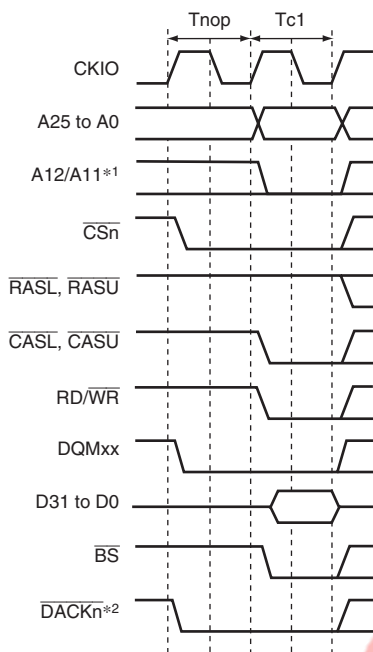 Tnop Tc1
CKIO
A25 to A0
A12/A11*1
CSn
RASL, RASU
CASL, CASU
RD/WR
DQMxx
D31 to D0
BS
DACKn*2